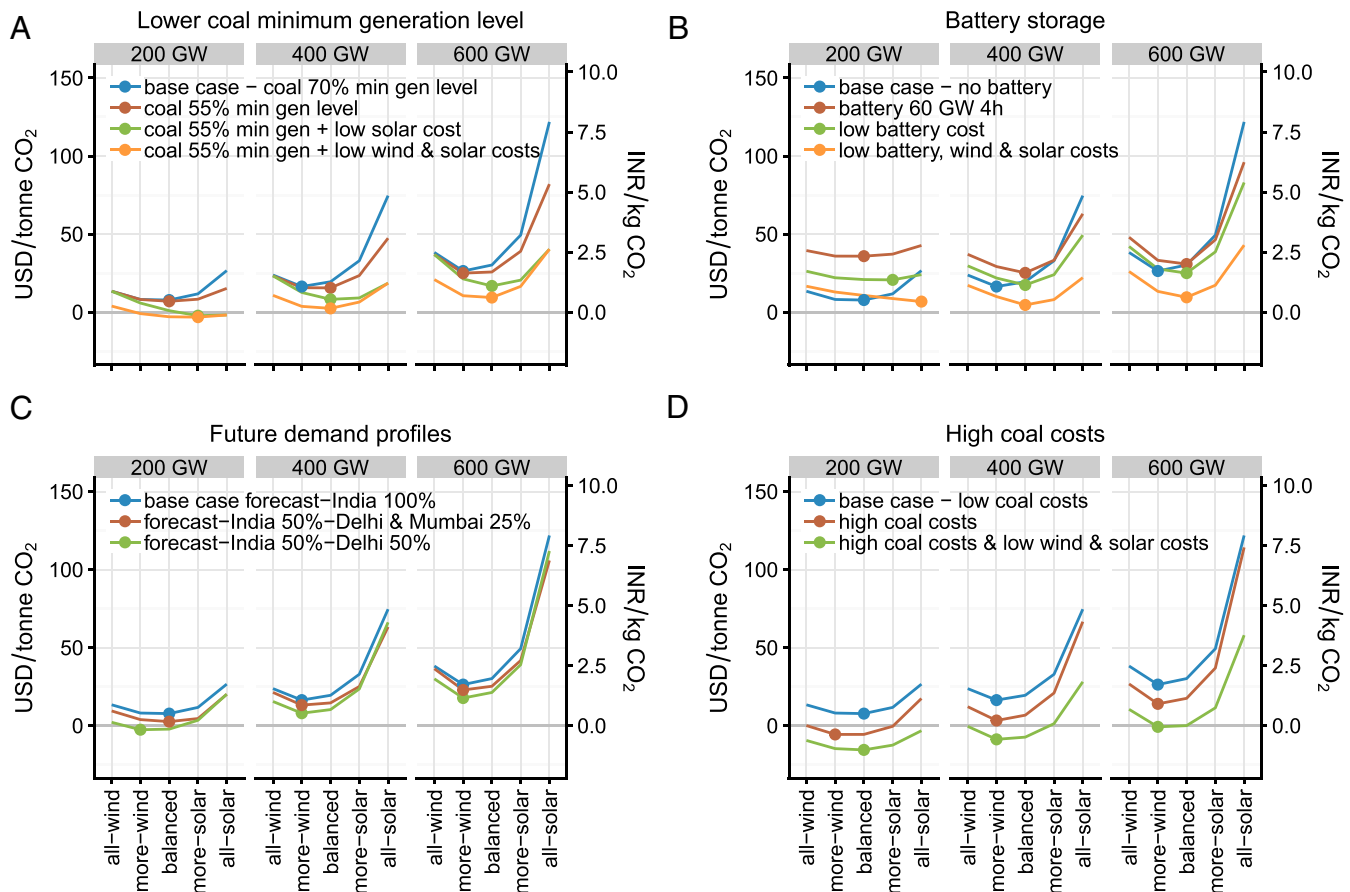 A
Lower coal minimum generation level
200 GW
400 GW
600 GW
150
100
50
0
USD/tonne CO₂
base case − coal 70% min gen level
coal 55% min gen level
coal 55% min gen + low solar cost
coal 55% min gen + low wind & solar costs
10.0
7.5
5.0
2.5
0.0
INR/kg CO₂
B
Battery storage
200 GW
400 GW
600 GW
150
100
50
0
USD/tonne CO₂
base case − no battery
battery 60 GW 4h
low battery cost
low battery, wind & solar costs
10.0
7.5
5.0
2.5
0.0
INR/kg CO₂
C
Future demand profiles
200 GW
400 GW
600 GW
150
100
50
0
USD/tonne CO₂
base case forecast−India 100%
forecast−India 50%−Delhi & Mumbai 25%
forecast−India 50%−Delhi 50%
10.0
7.5
5.0
2.5
0.0
INR/kg CO₂
all−wind
more−wind
balanced
more−solar
all−solar
all−wind
more−wind
balanced
more−solar
all−solar
all−wind
more−wind
balanced
more−solar
all−solar
D
High coal costs
200 GW
400 GW
600 GW
150
100
50
0
USD/tonne CO₂
base case − low coal costs
high coal costs
high coal costs & low wind & solar costs
10.0
7.5
5.0
2.5
0.0
INR/kg CO₂
all−wind
more−wind
balanced
more−solar
all−solar
all−wind
more−wind
balanced
more−solar
all−solar
all−wind
more−wind
balanced
more−solar
all−solar